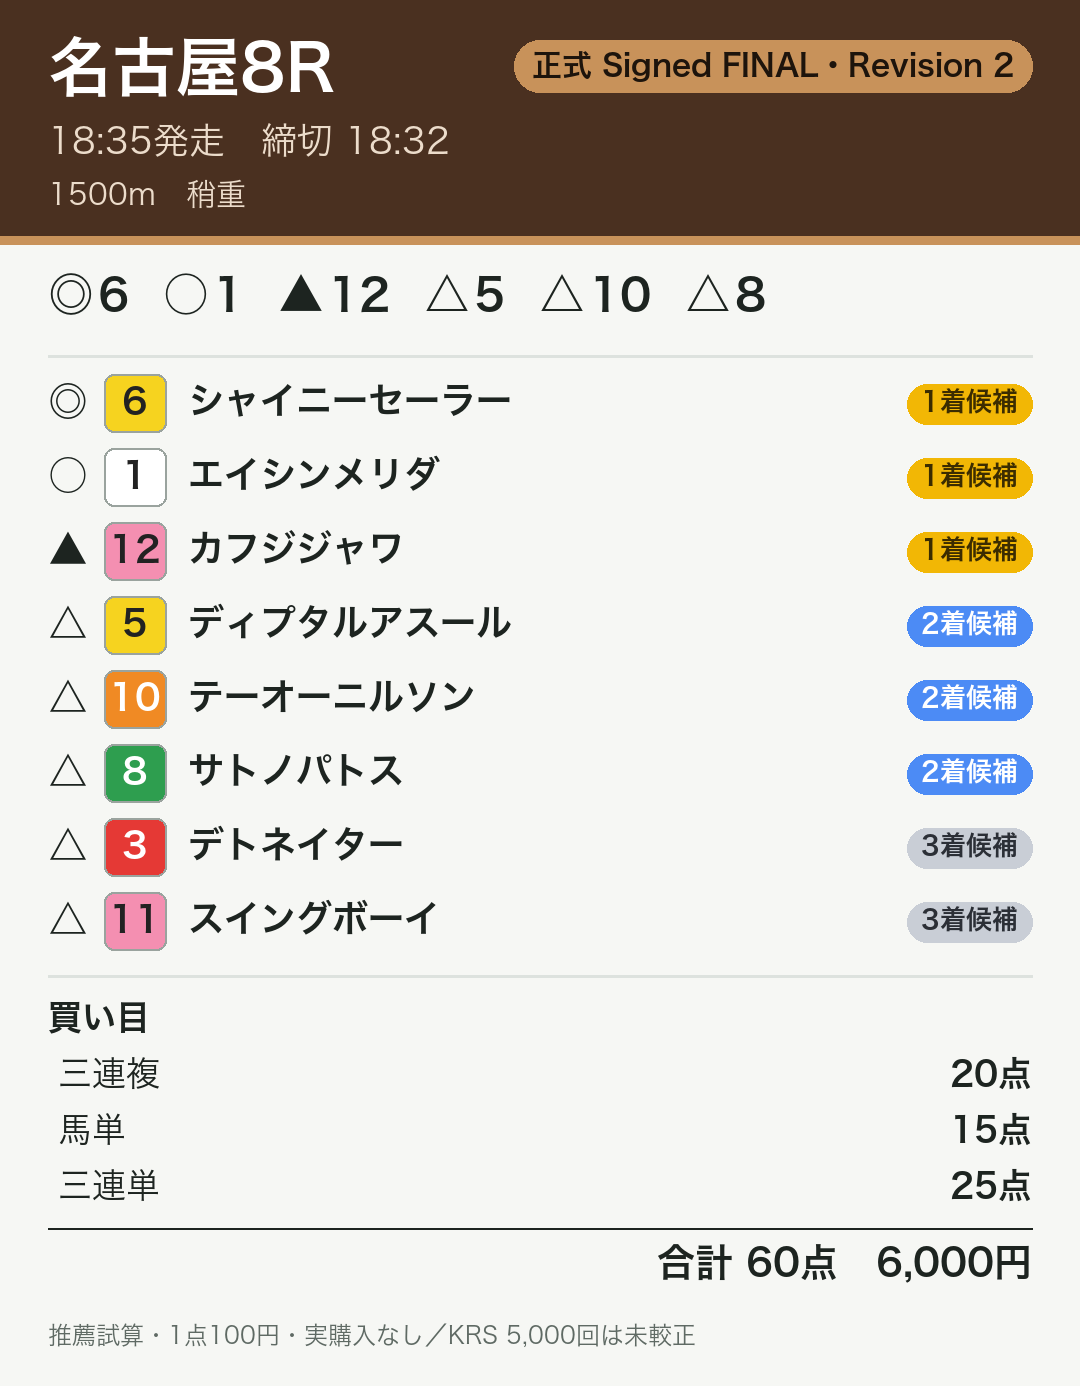 名古屋8R
正式 Signed FINAL・Revision 2
18:35発走　締切 18:32
1500m　稍重
◎6 ○1 ▲12 △5 △10 △8
◎ 6 シャイニーセーラー 1着候補
○ 1 エイシンメリダ 1着候補
▲ 12 カフジジャワ 1着候補
△ 5 ディプタルアスール 2着候補
△ 10 テーオーニルソン 2着候補
△ 8 サトノパトス 2着候補
△ 3 デトネイター 3着候補
△ 11 スイングボーイ 3着候補
買い目
三連複 20点
馬単 15点
三連単 25点
合計 60点　6,000円
推薦試算・1点100円・実購入なし／KRS 5,000回は未較正